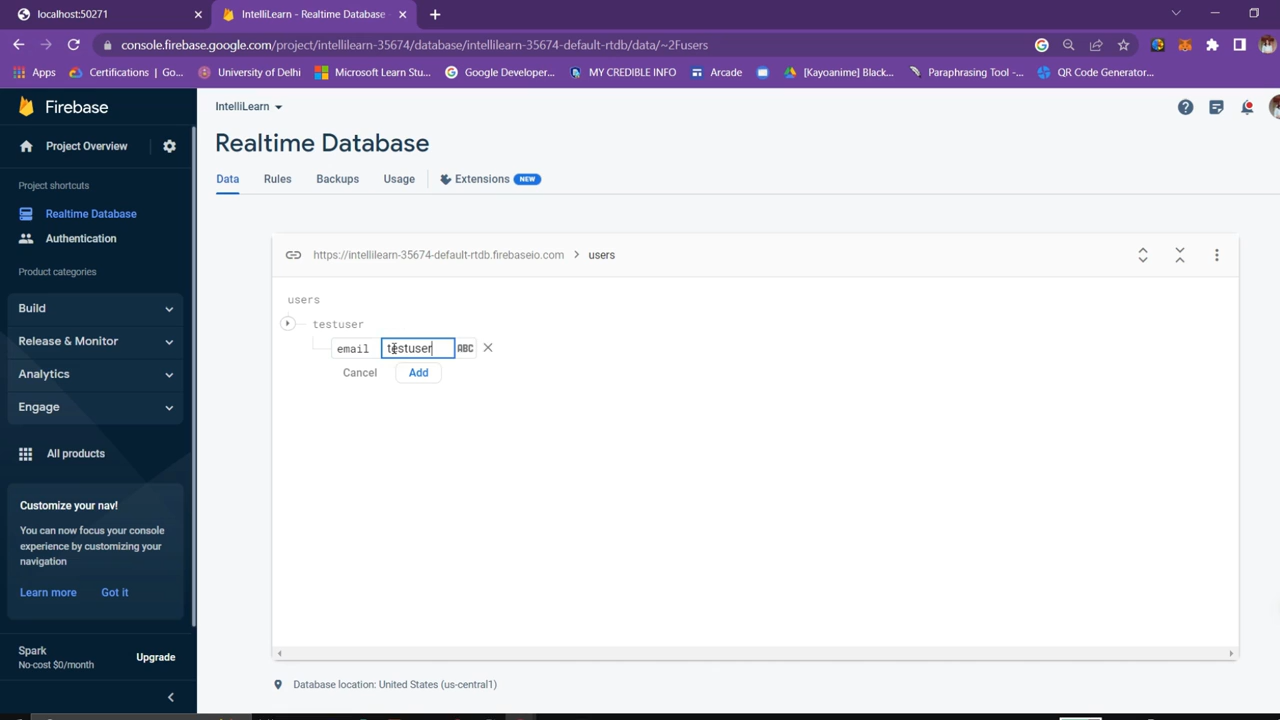 localhost:50271
IntelliLearn - Realtime Database
console.firebase.google.com/project/intellilearn-35674/database/intellilearn-35674-default-rtdb/data/~2Fusers
Apps Certifications | Go... University of Delhi Microsoft Learn Stu... Google Developer... MY CREDIBLE INFO Arcade [Kayoanime] Black... Paraphrasing Tool -... QR Code Generator...
Firebase
Project Overview
Project shortcuts
Realtime Database
Authentication
Product categories
Build
Release & Monitor
Analytics
Engage
All products
Customize your nav!
You can now focus your console
experience by customizing your
navigation
Learn more Got it
Spark
No-cost $0/month
Upgrade
IntelliLearn
Realtime Database
Data Rules Backups Usage Extensions NEW
https://intellilearn-35674-default-rtdb.firebaseio.com > users
users
testuser
email testuser ABC
Cancel Add
Database location: United States (us-central1)